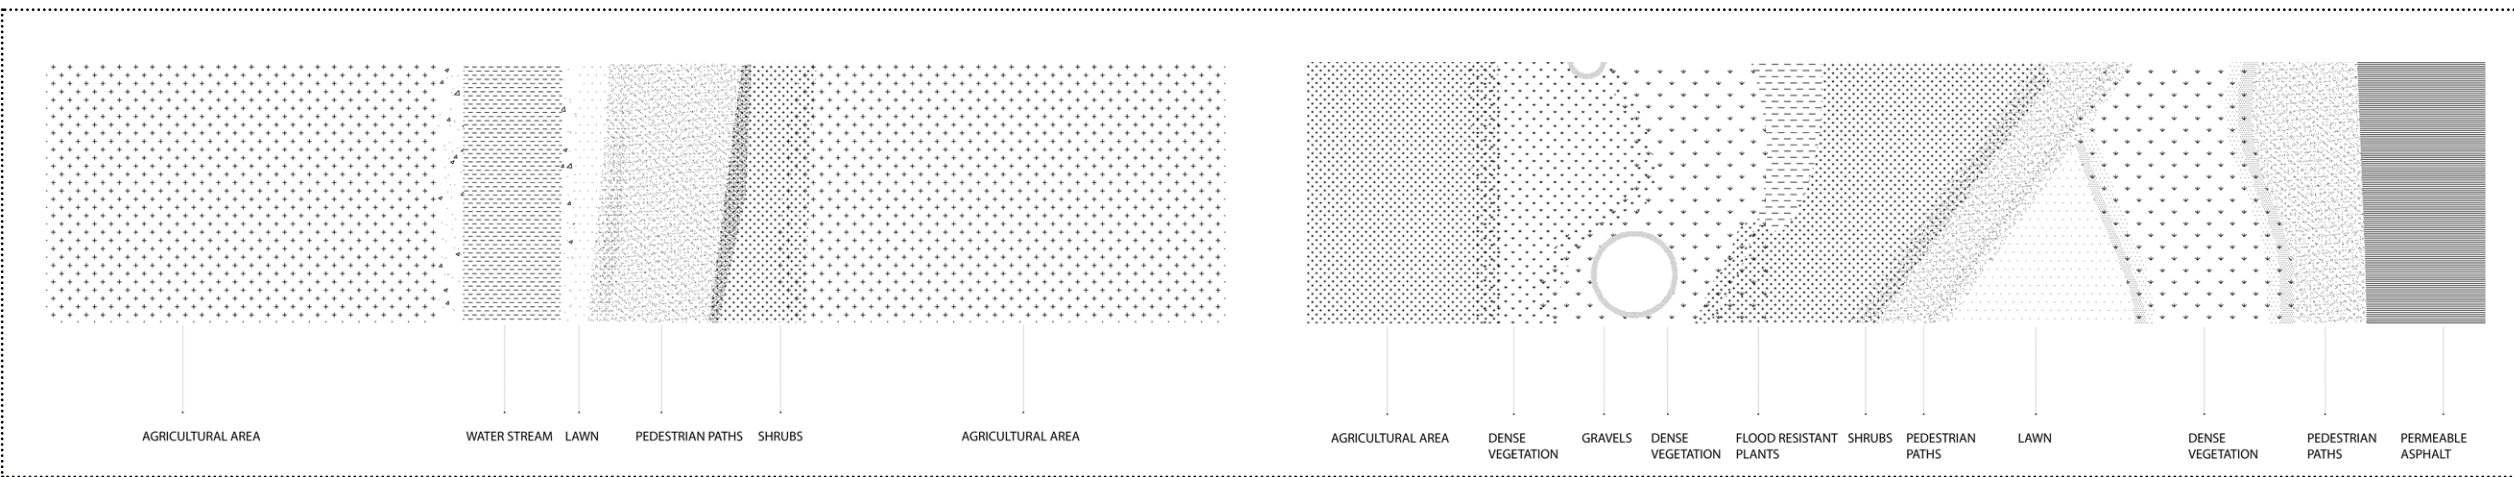 AGRICULTURAL AREA
WATER STREAM
LAWN
PEDESTRIAN PATHS
SHRUBS
AGRICULTURAL AREA
AGRICULTURAL AREA
DENSE
VEGETATION
GRAVELS
DENSE
VEGETATION
FLOOD RESISTANT
PLANTS
SHRUBS
PEDESTRIAN
PATHS
LAWN
DENSE
VEGETATION
PEDESTRIAN
PATHS
PERMEABLE
ASPHALT